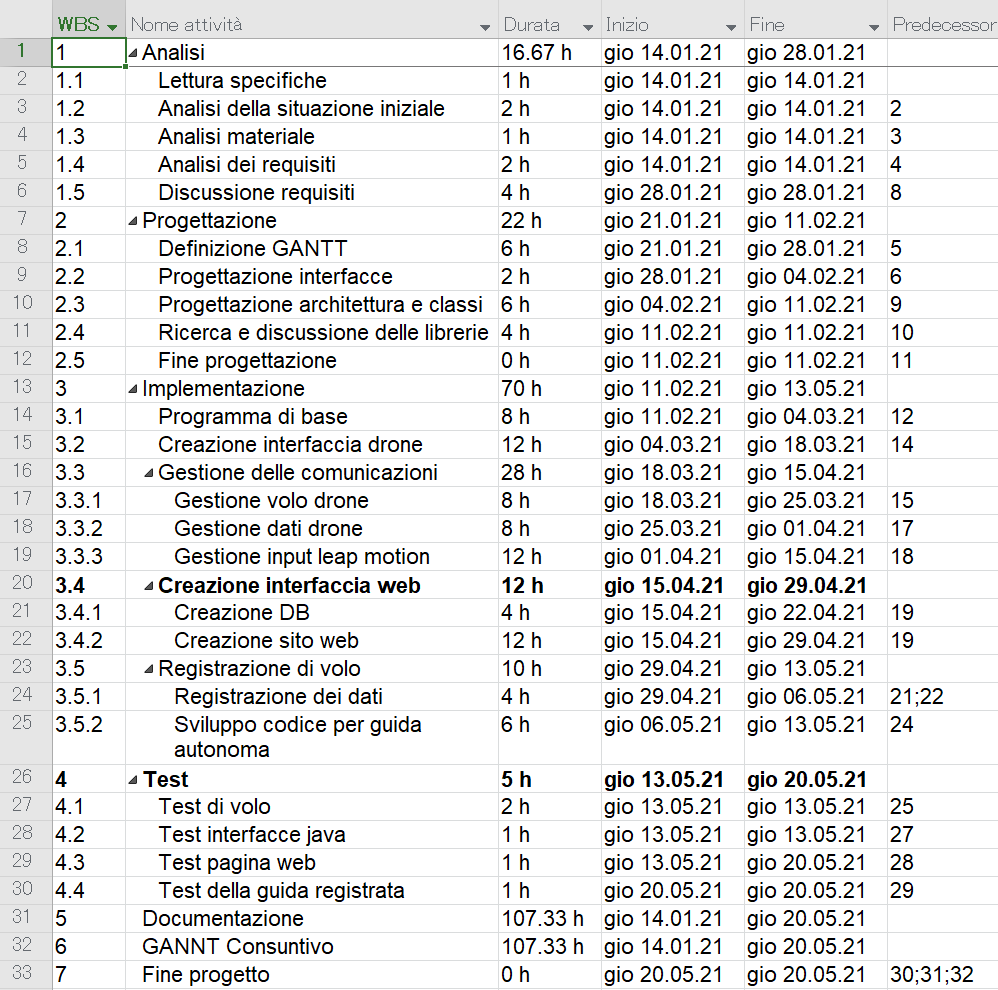 WBS Nome attività Durata Inizio Fine Predecessor
1 1 Analisi 16.67 h gio 14.01.21 gio 28.01.21
2 1.1 Lettura specifiche 1 h gio 14.01.21 gio 14.01.21
3 1.2 Analisi della situazione iniziale 2 h gio 14.01.21 gio 14.01.21 2
4 1.3 Analisi materiale 1 h gio 14.01.21 gio 14.01.21 3
5 1.4 Analisi dei requisiti 2 h gio 14.01.21 gio 14.01.21 4
6 1.5 Discussione requisiti 4 h gio 28.01.21 gio 28.01.21 8
7 2 Progettazione 22 h gio 21.01.21 gio 11.02.21
8 2.1 Definizione GANTT 6 h gio 21.01.21 gio 28.01.21 5
9 2.2 Progettazione interfacce 2 h gio 28.01.21 gio 04.02.21 6
10 2.3 Progettazione architettura e classi 6 h gio 04.02.21 gio 11.02.21 9
11 2.4 Ricerca e discussione delle librerie 4 h gio 11.02.21 gio 11.02.21 10
12 2.5 Fine progettazione 0 h gio 11.02.21 gio 11.02.21 11
13 3 Implementazione 70 h gio 11.02.21 gio 13.05.21
14 3.1 Programma di base 8 h gio 11.02.21 gio 04.03.21 12
15 3.2 Creazione interfaccia drone 12 h gio 04.03.21 gio 18.03.21 14
16 3.3 Gestione delle comunicazioni 28 h gio 18.03.21 gio 15.04.21
17 3.3.1 Gestione volo drone 8 h gio 18.03.21 gio 25.03.21 15
18 3.3.2 Gestione dati drone 8 h gio 25.03.21 gio 01.04.21 17
19 3.3.3 Gestione input leap motion 12 h gio 01.04.21 gio 15.04.21 18
20 3.4 Creazione interfaccia web 12 h gio 15.04.21 gio 29.04.21
21 3.4.1 Creazione DB 4 h gio 15.04.21 gio 22.04.21 19
22 3.4.2 Creazione sito web 12 h gio 15.04.21 gio 29.04.21 19
23 3.5 Registrazione di volo 10 h gio 29.04.21 gio 13.05.21
24 3.5.1 Registrazione dei dati 4 h gio 29.04.21 gio 06.05.21 21;22
25 3.5.2 Sviluppo codice per guida 6 h gio 06.05.21 gio 13.05.21 24
autonoma
26 4 Test 5 h gio 13.05.21 gio 20.05.21
27 4.1 Test di volo 2 h gio 13.05.21 gio 13.05.21 25
28 4.2 Test interfacce java 1 h gio 13.05.21 gio 13.05.21 27
29 4.3 Test pagina web 1 h gio 13.05.21 gio 20.05.21 28
30 4.4 Test della guida registrata 1 h gio 20.05.21 gio 20.05.21 29
31 5 Documentazione 107.33 h gio 14.01.21 gio 20.05.21
32 6 GANNT Consuntivo 107.33 h gio 14.01.21 gio 20.05.21
33 7 Fine progetto 0 h gio 20.05.21 gio 20.05.21 30;31;32